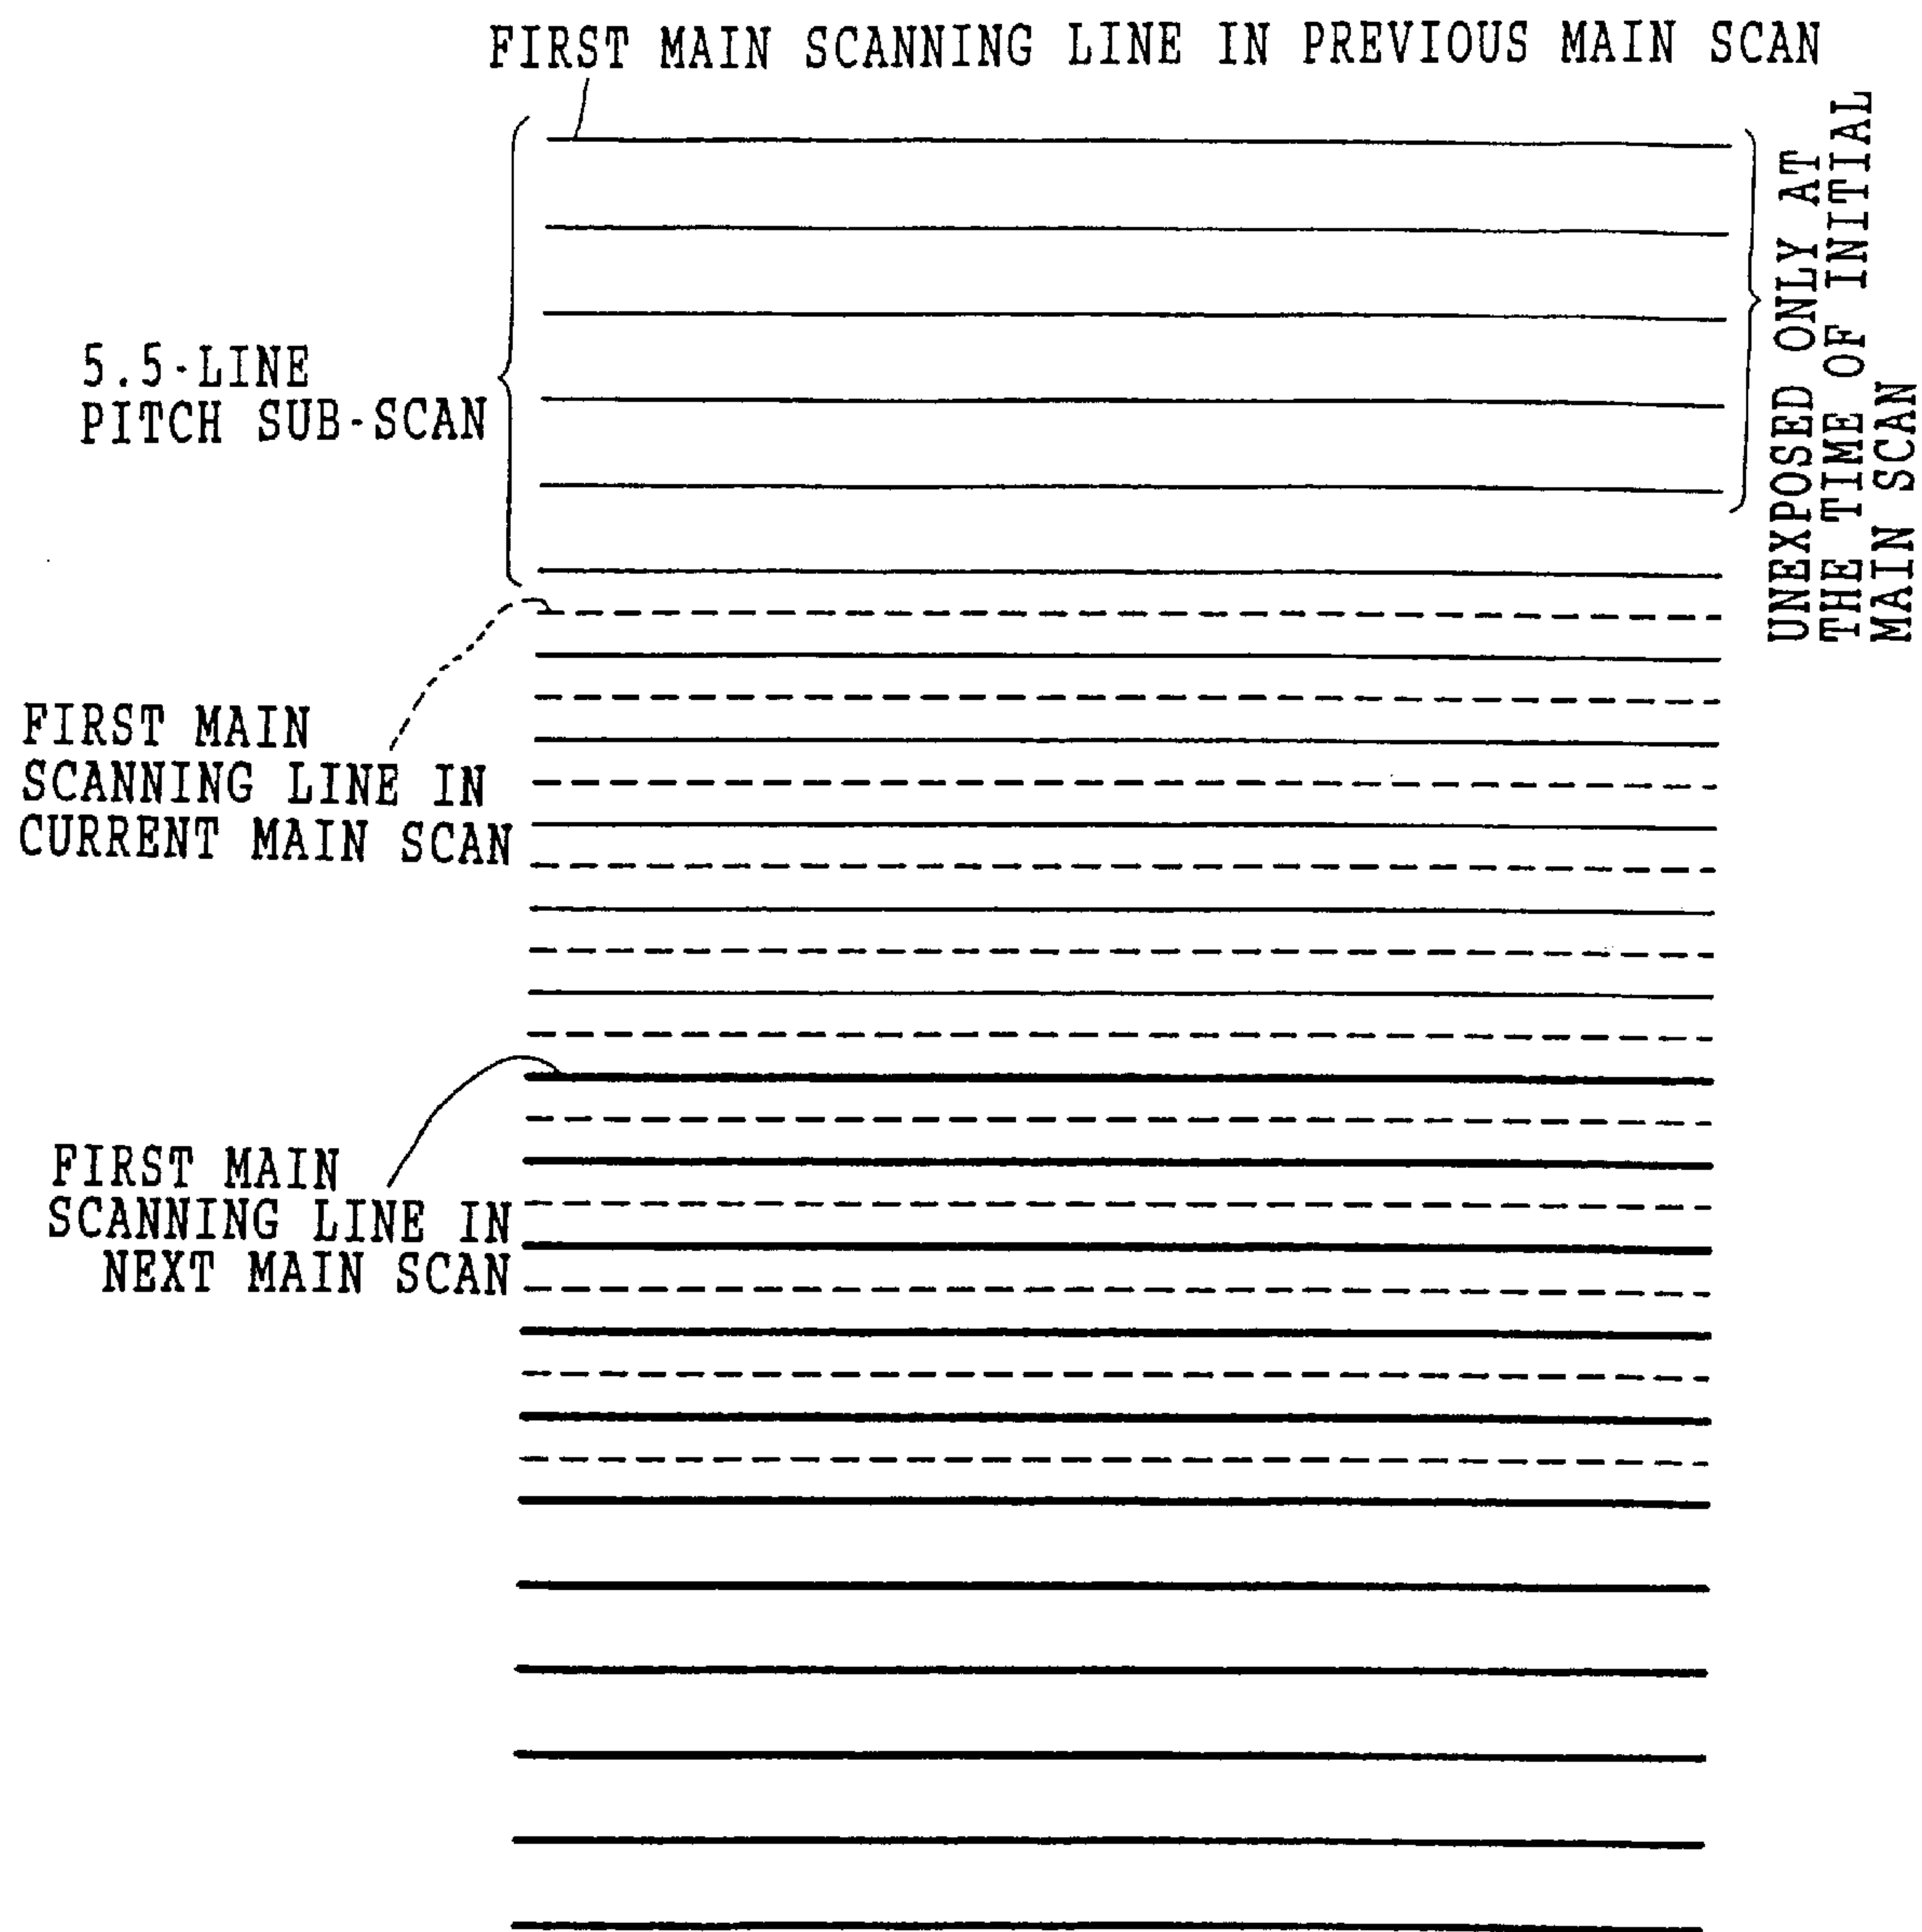 FIRST MAIN SCANNING LINE IN PREVIOUS MAIN SCAN
UNEXPOSED ONLY AT
THE TIME OF INITIAL
MAIN SCAN
5.5-LINE
PITCH SUB-SCAN
FIRST MAIN
SCANNING LINE IN
CURRENT MAIN SCAN
FIRST MAIN
SCANNING LINE IN
NEXT MAIN SCAN